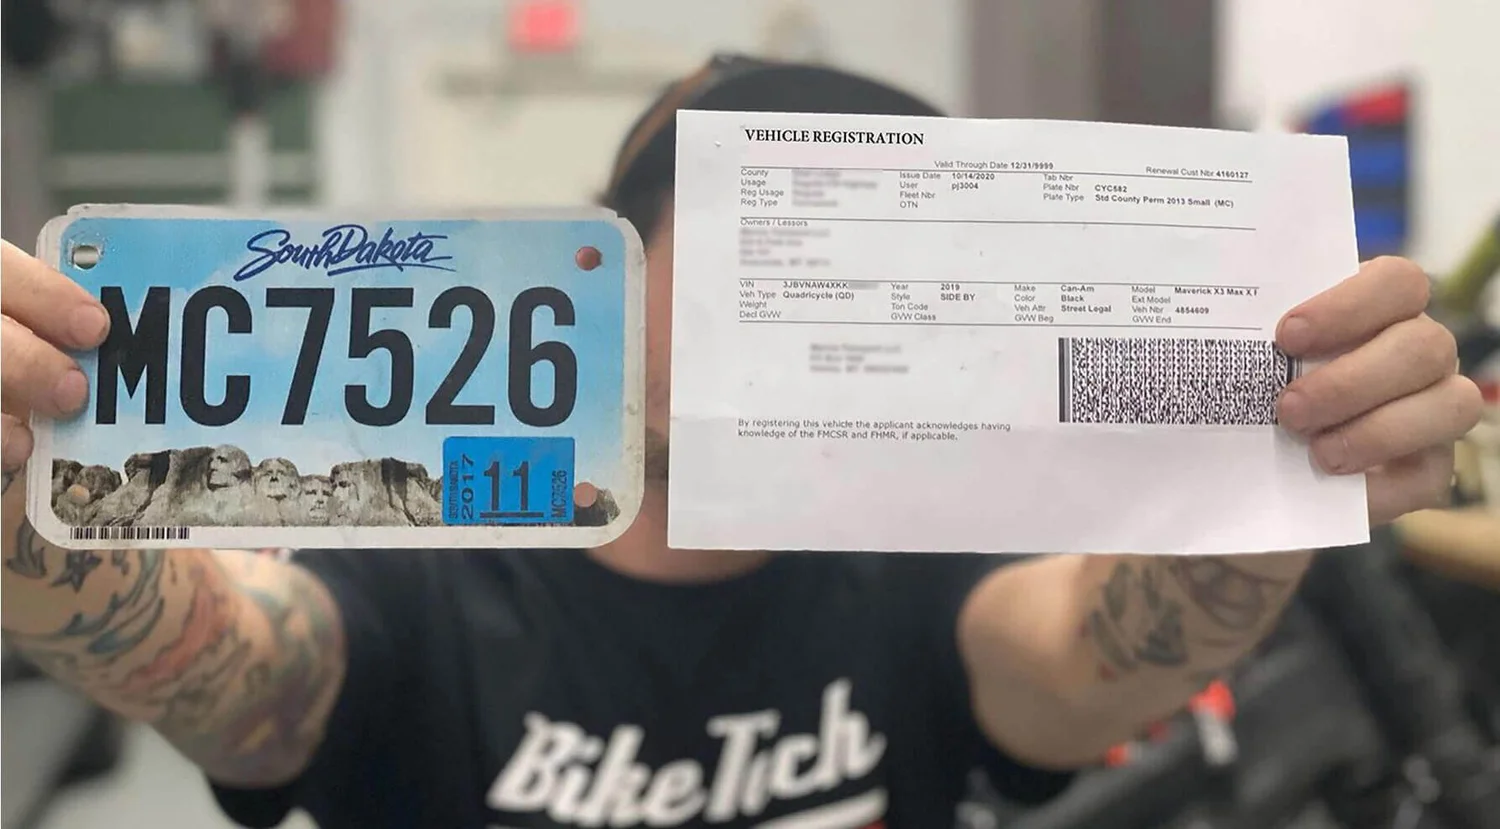 South Dakota
MC7526
SOUTH DAKOTA
2017
11
MC7526
VEHICLE REGISTRATION
Valid Through Date 12/31/9999
Renewal Cust Nbr 4160127
County
Usage
Reg Usage
Reg Type
Issue Date 10/14/2020
User pj3004
Fleet Nbr
OTN
Tab Nbr
Plate Nbr CYC582
Plate Type Std County Perm 2013 Small (MC)
Owners / Lessors
VIN 3JBVNAW4XKK
Veh Type Quadricycle (QD)
Weight
Decl GVW
Year 2019
Style SIDE BY
Ton Code
GVW Class
Make Can-Am
Color Black
Veh Attr Street Legal
GVW Beg
Model Maverick X3 Max X
Ext Model
Veh Nbr 4854609
GVW End
By registering this vehicle the applicant acknowledges having
knowledge of the FMCSR and FHMR, if applicable.
BikeTech